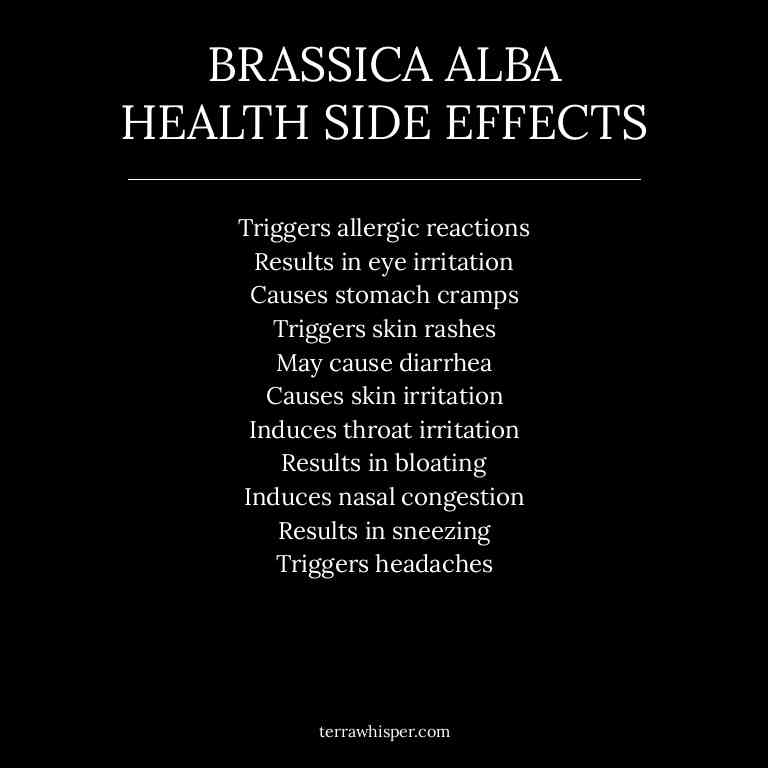 BRASSICA ALBA
HEALTH SIDE EFFECTS
Triggers allergic reactions
Results in eye irritation
Causes stomach cramps
Triggers skin rashes
May cause diarrhea
Causes skin irritation
Induces throat irritation
Results in bloating
Induces nasal congestion
Results in sneezing
Triggers headaches
terrawhisper.com